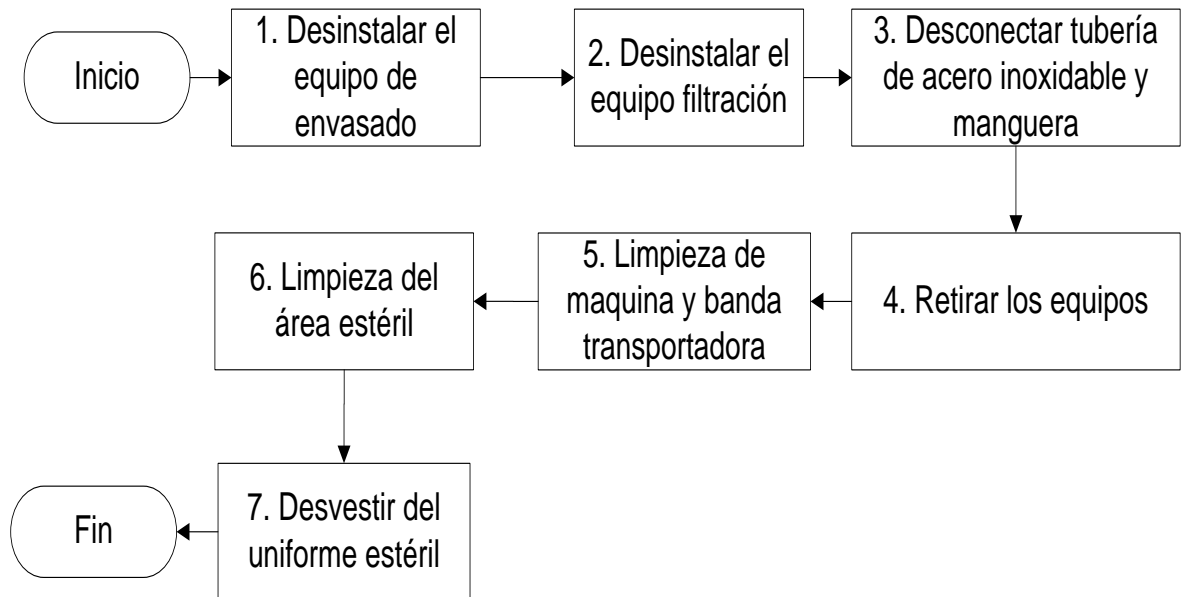 Inicio
1. Desinstalar el
equipo de
envasado
2. Desinstalar el
equipo filtración
3. Desconectar tubería
de acero inoxidable y
manguera
4. Retirar los equipos
5. Limpieza de
maquina y banda
transportadora
6. Limpieza del
área estéril
7. Desvestir del
uniforme estéril
Fin